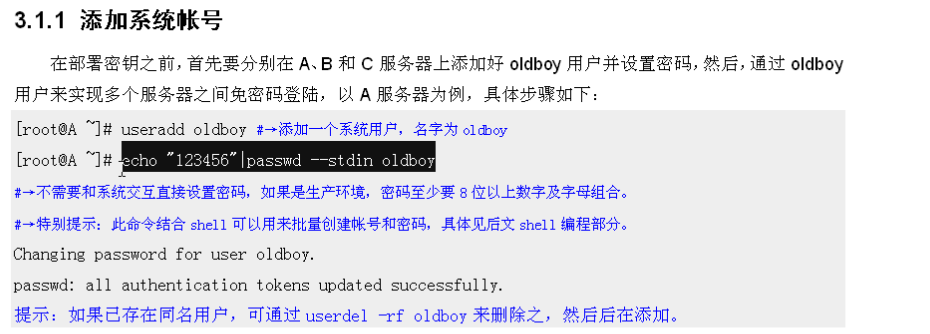 3.1.1 添加系统帐号
在部署密钥之前，首先要分别在 A、B 和 C 服务器上添加好 oldboy 用户并设置密码，然后，通过 oldboy
用户来实现多个服务器之间免密码登陆，以 A 服务器为例，具体步骤如下：
[root@A ~]# useradd oldboy #→添加一个系统用户，名字为 oldboy
[root@A ~]# echo "123456"|passwd --stdin oldboy
#→不需要和系统交互直接设置密码，如果是生产环境，密码至少要 8 位以上数字及字母组合。
#→特别提示：此命令结合 shell 可以用来批量创建帐号和密码，具体见后文 shell 编程部分。
Changing password for user oldboy.
passwd: all authentication tokens updated successfully.
提示：如果已存在同名用户，可通过 userdel -rf oldboy 来删除之，然后后在添加。